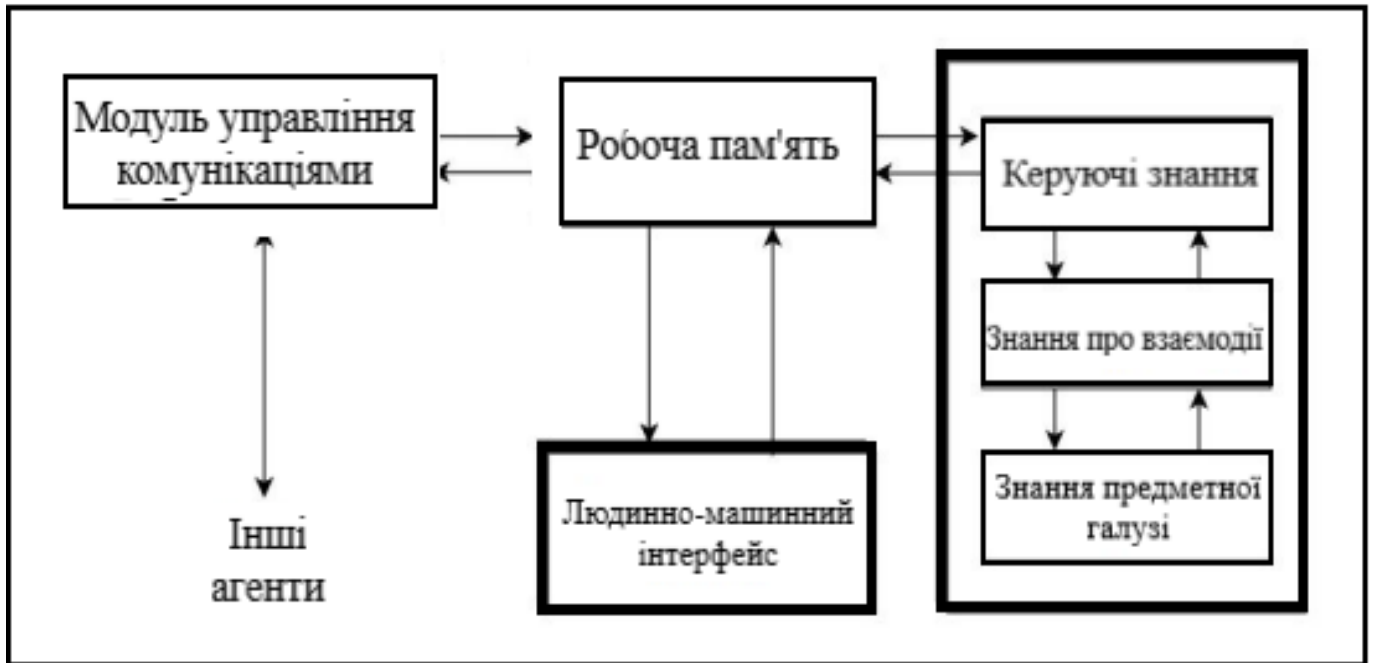 Модуль управління
комунікаціями
Робоча пам'ять
Керуючі знання
Знання про взаємодії
Знання предметної
галузі
Людинно-машинний
інтерфейс
Інші
агенти